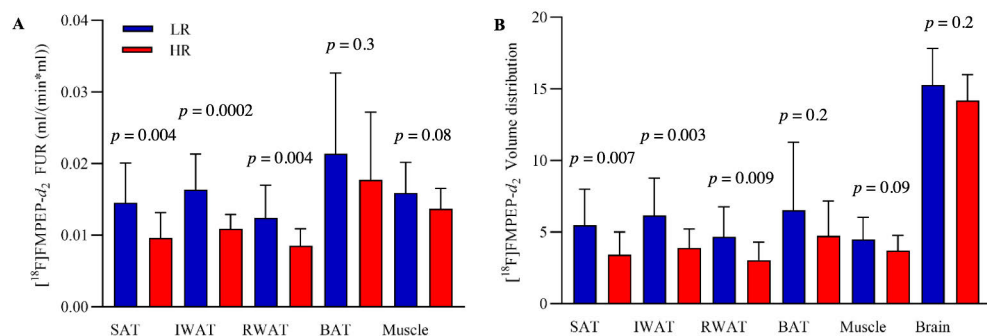 A
[¹⁸F]FMPEP-d₂ FUR (ml/(min*ml))
0.04
0.03
0.02
0.01
0.00
LR
HR
p = 0.004
p = 0.0002
p = 0.004
p = 0.3
p = 0.08
SAT IWAT RWAT BAT Muscle
B
[¹⁸F]FMPEP-d₂ Volume distribution
20
15
10
5
0
p = 0.007
p = 0.003
p = 0.009
p = 0.2
p = 0.09
p = 0.2
SAT IWAT RWAT BAT Muscle Brain